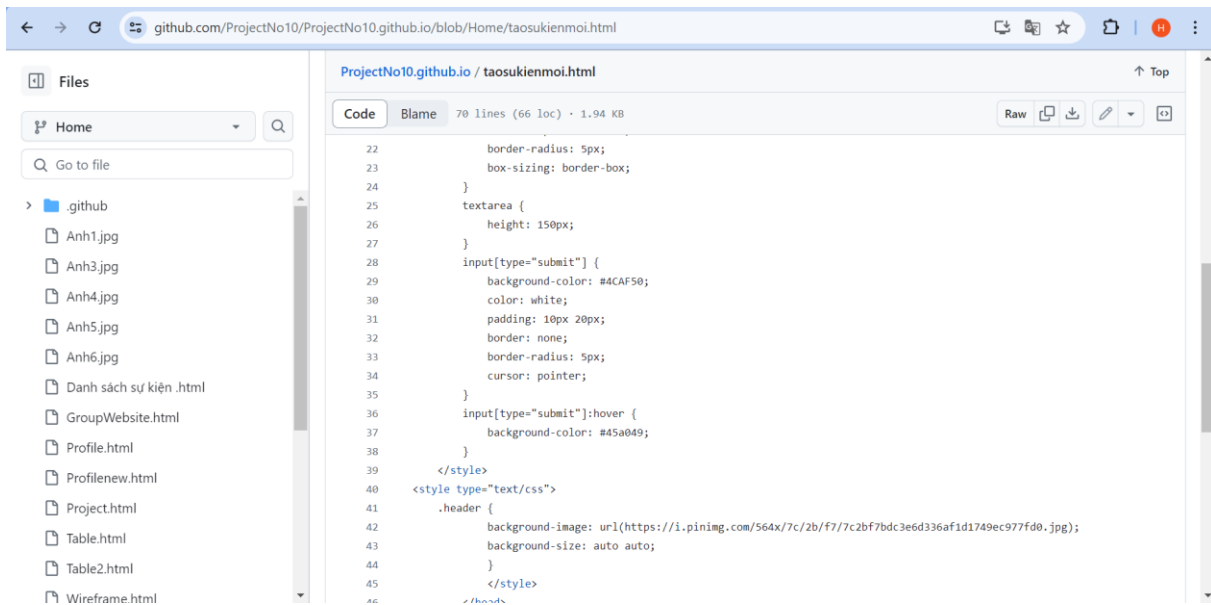 github.com/ProjectNo10/ProjectNo10.github.io/blob/Home/taosukienmoi.html
H
Files
Home
Go to file
.github
Anh1.jpg
Anh3.jpg
Anh4.jpg
Anh5.jpg
Anh6.jpg
Danh sách sự kiện .html
GroupWebsite.html
Profile.html
Profilenew.html
Project.html
Table.html
Table2.html
Wireframe.html
ProjectNo10.github.io / taosukienmoi.html
Top
Code Blame 70 lines (66 loc) · 1.94 KB
Raw
22 border-radius: 5px;
23 box-sizing: border-box;
24 }
25 textarea {
26 height: 150px;
27 }
28 input[type="submit"] {
29 background-color: #4CAF50;
30 color: white;
31 padding: 10px 20px;
32 border: none;
33 border-radius: 5px;
34 cursor: pointer;
35 }
36 input[type="submit"]:hover {
37 background-color: #45a049;
38 }
39 </style>
40 <style type="text/css">
41 .header {
42 background-image: url(https://i.pinimg.com/564x/7c/2b/f7/7c2bf7bdc3e6d336af1d1749ec977fd0.jpg);
43 background-size: auto auto;
44 }
45 </style>
46 </head>